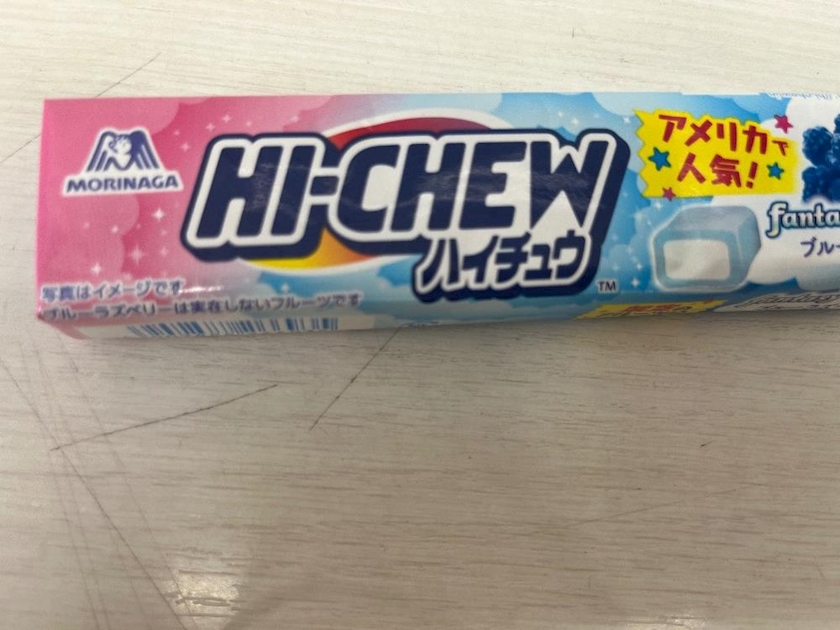 MORINAGA
HI-CHEW
ハイチュウ
TM
アメリカで
人気!
fanta
ブルー
写真はイメージです
ブルーラズベリーは実在しないフルーツです